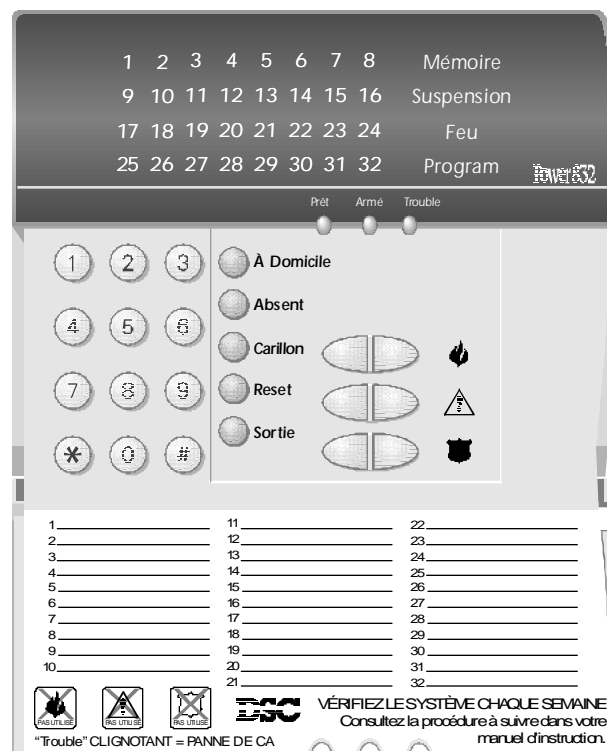 1 2 3 4 5 6 7 8 Mémoire
9 10 11 12 13 14 15 16 Suspension
17 18 19 20 21 22 23 24 Feu
25 26 27 28 29 30 31 32 Program
Power832
Prêt Armé Trouble
1 2 3
À Domicile
Absent
4 5 6
Carillon
7 8 9
Reset
Sortie
* 0 #
1 11 22
2 12 23
3 13 24
4 14 25
5 15 26
6 16 27
7 17 28
8 18 29
9 19 30
10 20 31
21 32
PAS UTILISÉ PAS UTILISÉ PAS UTILISÉ
DSC
VÉRIFIEZ LE SYSTÈME CHAQUE SEMAINE
Consultez la procédure à suivre dans votre
manuel d'instruction.
“Trouble” CLIGNOTANT = PANNE DE CA